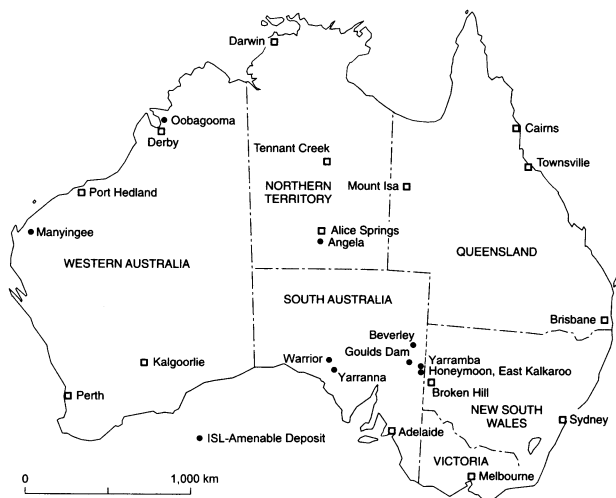 Darwin
Oobagooma
Derby
Cairns
Tennant Creek
Townsville
Port Hedland
NORTHERN
TERRITORY
Mount Isa
Manyingee
Alice Springs
Angela
WESTERN AUSTRALIA
QUEENSLAND
SOUTH AUSTRALIA
Brisbane
Beverley
Goulds Dam
Warrior
Yarramba
Kalgoorlie
Honeymoon, East Kalkaroo
Yarranna
Broken Hill
Perth
NEW SOUTH
WALES
Sydney
Adelaide
ISL-Amenable Deposit
VICTORIA
Melbourne
0 1,000 km